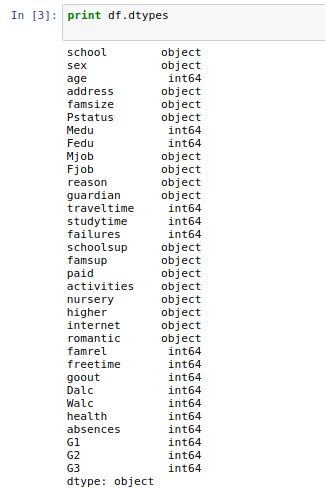 In [3]: print df.dtypes
school object
sex object
age int64
address object
famsize object
Pstatus object
Medu int64
Fedu int64
Mjob object
Fjob object
reason object
guardian object
traveltime int64
studytime int64
failures int64
schoolsup object
famsup object
paid object
activities object
nursery object
higher object
internet object
romantic object
famrel int64
freetime int64
goout int64
Dalc int64
Walc int64
health int64
absences int64
G1 int64
G2 int64
G3 int64
dtype: object